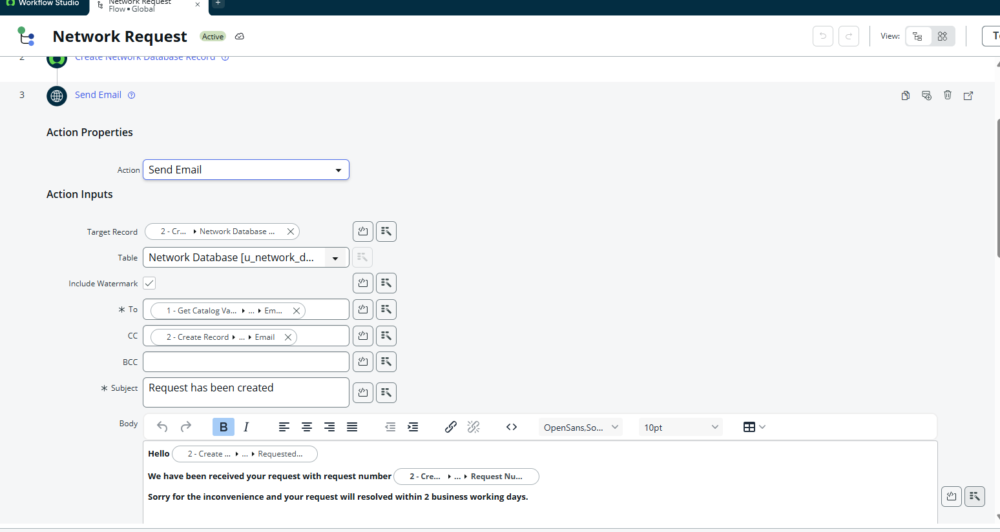 Workflow Studio
Network Request
Flow • Global
Network Request Active
View:
2 Create Network Database Record
3 Send Email
Action Properties
Action Send Email
Action Inputs
Target Record 2 - Cr... Network Database ...
Table Network Database [u_network_d...
Include Watermark
* To 1 - Get Catalog Va... ... Em...
CC 2 - Create Record ... Email
BCC
* Subject Request has been created
Body B I OpenSans,So... 10pt
Hello 2 - Create ... ... Requested...
We have been received your request with request number 2 - Cre... ... Request Nu...
Sorry for the inconvenience and your request will resolved within 2 business working days.